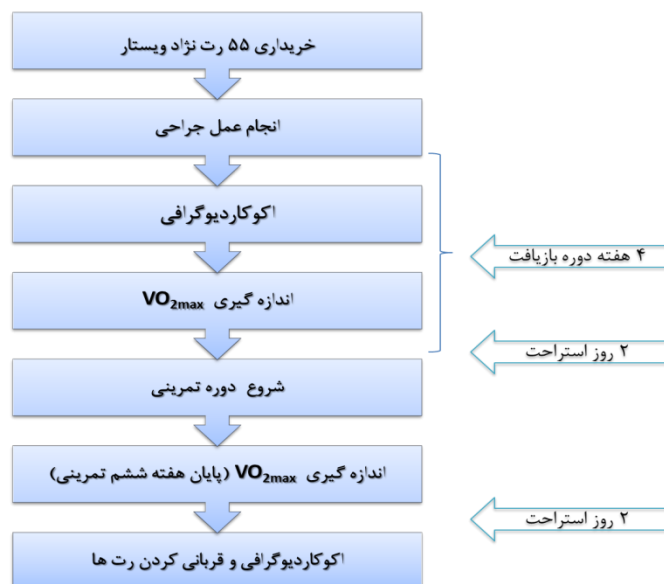 خریداری ۵۵ رت نژاد ویستار
انجام عمل جراحی
اکوکاردیوگرافی
۴ هفته دوره بازیافت
اندازه گیری VO2max
۲ روز استراحت
شروع دوره تمرینی
اندازه گیری VO2max (پایان هفته ششم تمرینی)
۲ روز استراحت
اکوکاردیوگرافی و قربانی کردن رت ها